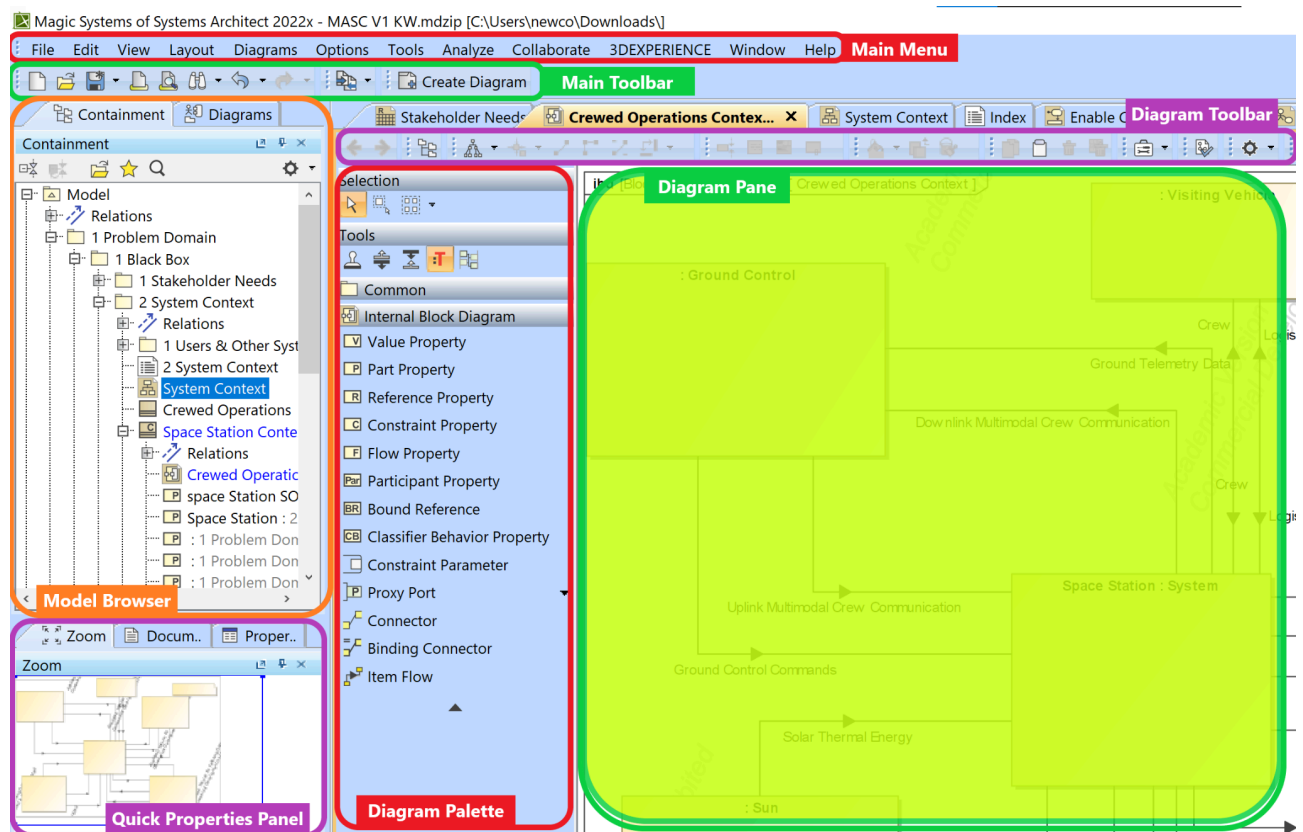 Magic Systems of Systems Architect 2022x - MASC V1 KW.mdzip [C:\Users\newco\Downloads\]
File Edit View Layout Diagrams Options Tools Analyze Collaborate 3DEXPERIENCE Window Help Main Menu
Create Diagram Main Toolbar
Containment Diagrams
Stakeholder Needs Crewed Operations Contex... System Context Index Enable Diagram Toolbar
Containment
Model
Relations
1 Problem Domain
1 Black Box
1 Stakeholder Needs
2 System Context
Relations
1 Users & Other Syst
2 System Context
System Context
Crewed Operations
Space Station Conte
Relations
Crewed Operatic
space Station SO
Space Station : 2
: 1 Problem Don
: 1 Problem Don
: 1 Problem Don
Model Browser
Zoom Docum.. Proper..
Zoom
Quick Properties Panel
Selection
Tools
Common
Internal Block Diagram
V Value Property
P Part Property
R Reference Property
C Constraint Property
F Flow Property
Par Participant Property
BR Bound Reference
CB Classifier Behavior Property
Constraint Parameter
P Proxy Port
Connector
Binding Connector
Item Flow
Diagram Palette
Diagram Pane Crewed Operations Context ]
: Visiting Vehicle
: Ground Control
Crew
Logis
Ground Telemetry Data
Downlink Multimodal Crew Communication
Crew
Logis
Space Station : System
Uplink Multimodal Crew Communication
Ground Control Commands
Solar Thermal Energy
: Sun